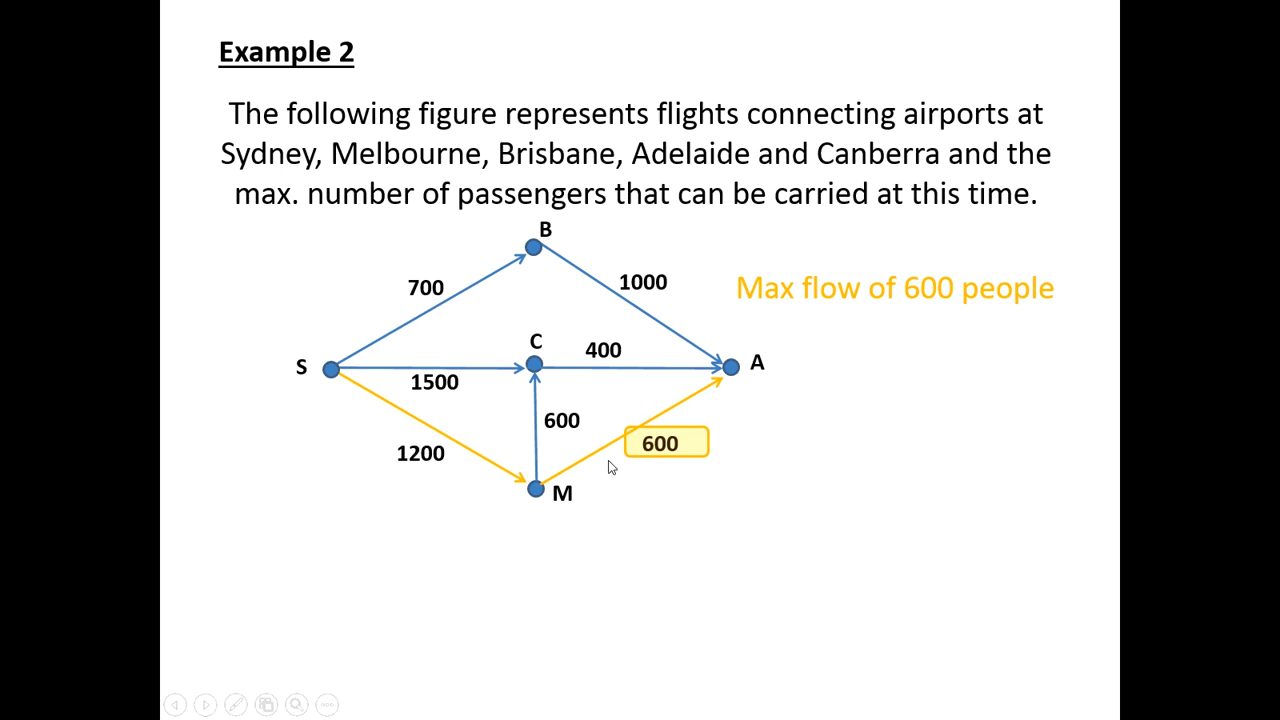 Example 2
The following figure represents flights connecting airports at
Sydney, Melbourne, Brisbane, Adelaide and Canberra and the
max. number of passengers that can be carried at this time.
B
700
1000
Max flow of 600 people
C
400
S
A
1500
600
600
1200
M